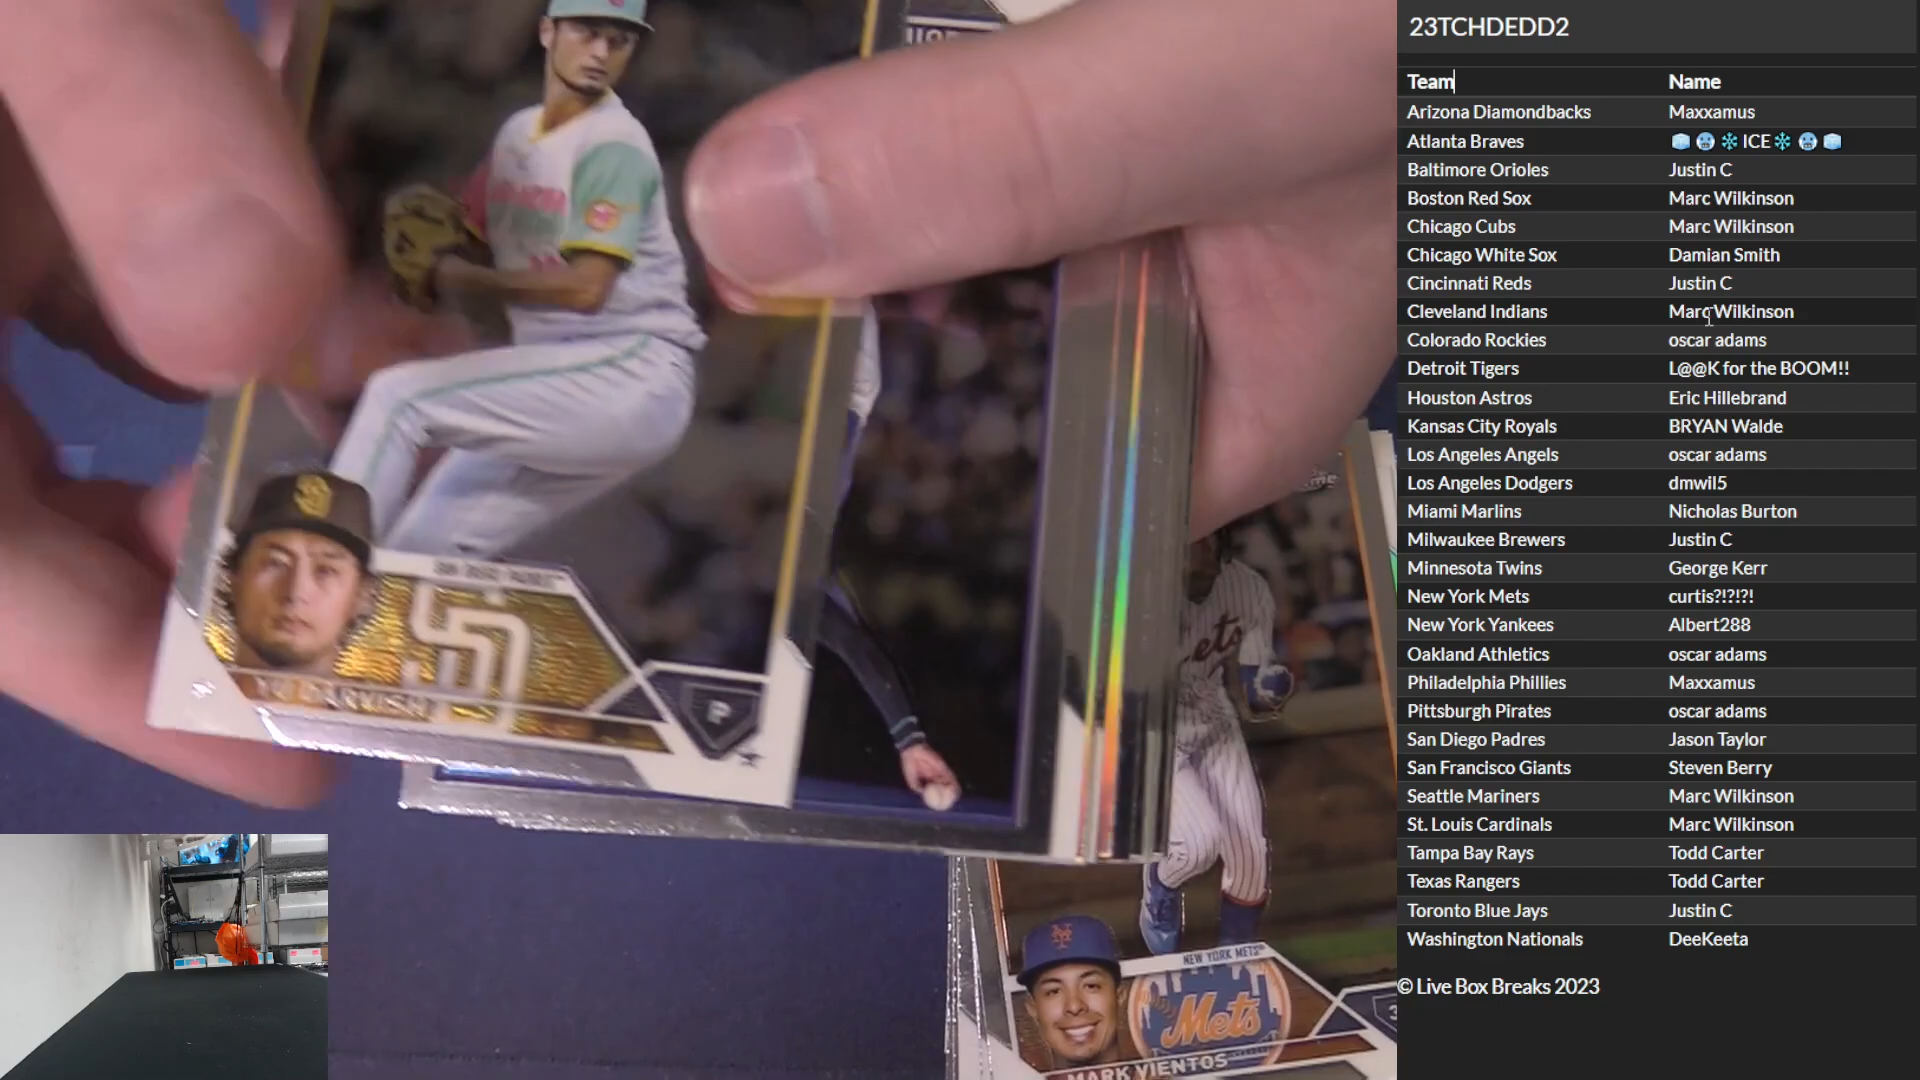 23TCHDEDD2
Team Name
Arizona Diamondbacks Maxxamus
Atlanta Braves 🧊🥶❄ICE❄🥶🧊
Baltimore Orioles Justin C
Boston Red Sox Marc Wilkinson
Chicago Cubs Marc Wilkinson
Chicago White Sox Damian Smith
Cincinnati Reds Justin C
Cleveland Indians Marc Wilkinson
Colorado Rockies oscar adams
Detroit Tigers L@@K for the BOOM!!
Houston Astros Eric Hillebrand
Kansas City Royals BRYAN Walde
Los Angeles Angels oscar adams
Los Angeles Dodgers dmwil5
Miami Marlins Nicholas Burton
Milwaukee Brewers Justin C
Minnesota Twins George Kerr
New York Mets curtis?!?!?!
New York Yankees Albert288
Oakland Athletics oscar adams
Philadelphia Phillies Maxxamus
Pittsburgh Pirates oscar adams
San Diego Padres Jason Taylor
San Francisco Giants Steven Berry
Seattle Mariners Marc Wilkinson
St. Louis Cardinals Marc Wilkinson
Tampa Bay Rays Todd Carter
Texas Rangers Todd Carter
Toronto Blue Jays Justin C
Washington Nationals DeeKeeta
© Live Box Breaks 2023
SAN DIEGO PADRES
SD
P
NEW YORK METS
Mets
MARK VIENTOS